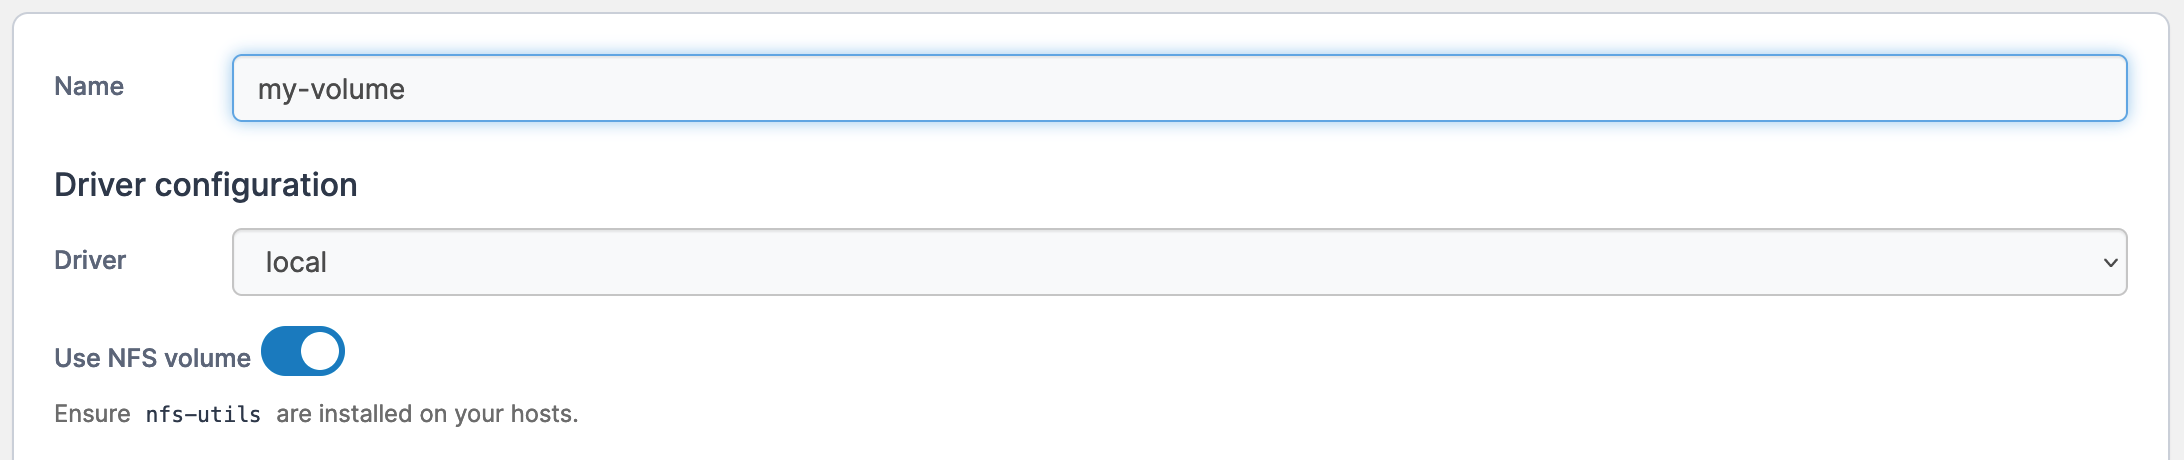 Name
my-volume
Driver configuration
Driver
local
Use NFS volume
Ensure nfs-utils are installed on your hosts.